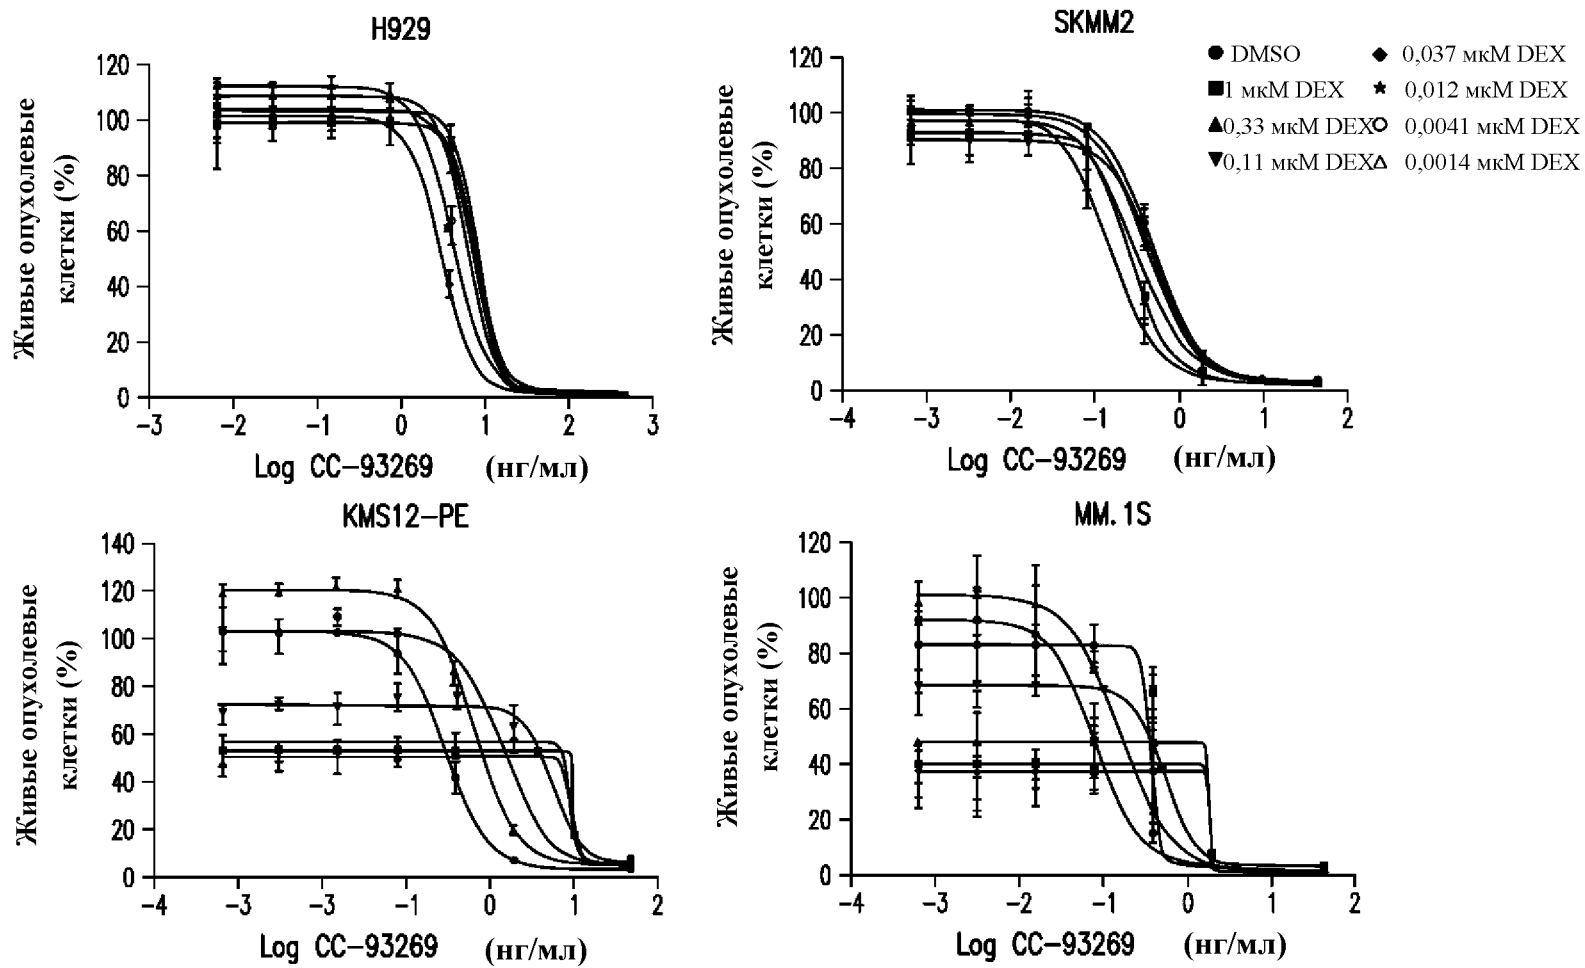 H929
Живые опухолевые
клетки (%)
120
100
80
60
40
20
0
-3 -2 -1 0 1 2 3
Log CC-93269 (нг/мл)
SKMM2
Живые опухолевые
клетки (%)
120
100
80
60
40
20
0
-4 -3 -2 -1 0 1 2
Log CC-93269 (нг/мл)
DMSO
1 мкМ DEX
0,33 мкМ DEX
0,11 мкМ DEX
0,037 мкМ DEX
0,012 мкМ DEX
0,0041 мкМ DEX
0,0014 мкМ DEX
KMS12-PE
Живые опухолевые
клетки (%)
140
120
100
80
60
40
20
0
-4 -3 -3 -1 0 1 2
Log CC-93269 (нг/мл)
MM.1S
Живые опухолевые
клетки (%)
120
100
80
60
40
20
0
-4 -3 -2 -1 0 1 2
Log CC-93269 (нг/мл)